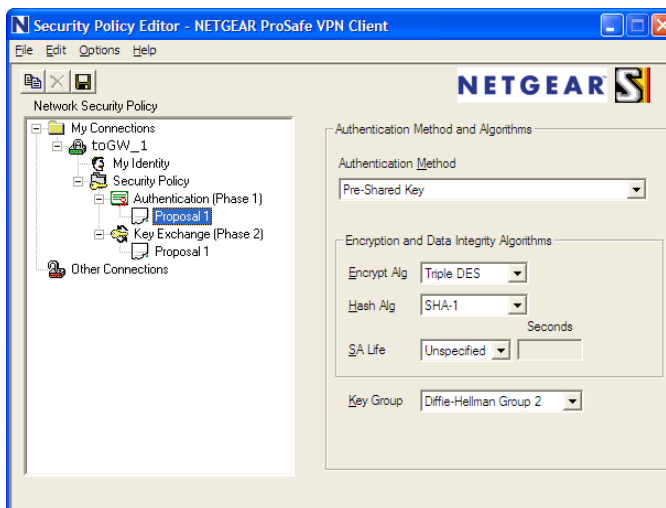 N Security Policy Editor - NETGEAR ProSafe VPN Client
File Edit Options Help
NETGEAR S
Network Security Policy
My Connections
toGW_1
My Identity
Security Policy
Authentication (Phase 1)
Proposal 1
Key Exchange (Phase 2)
Proposal 1
Other Connections
Authentication Method and Algorithms
Authentication Method
Pre-Shared Key
Encryption and Data Integrity Algorithms
Encrypt Alg Triple DES
Hash Alg SHA-1
Seconds
SA Life Unspecified
Key Group Diffie-Hellman Group 2